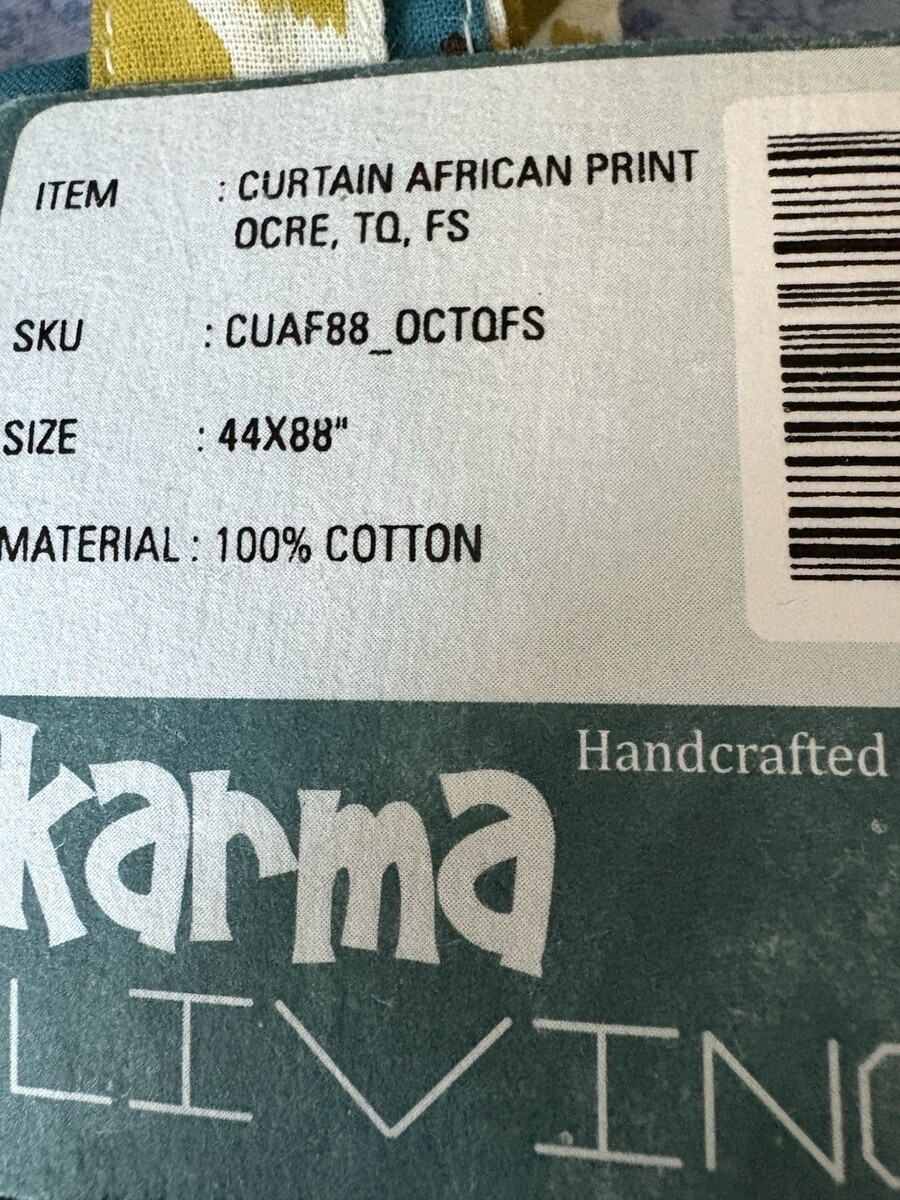 ITEM : CURTAIN AFRICAN PRINT
OCRE, TQ, FS
SKU : CUAF88_OCTQFS
SIZE : 44X88"
MATERIAL : 100% COTTON
Handcrafted
karma
LIVING